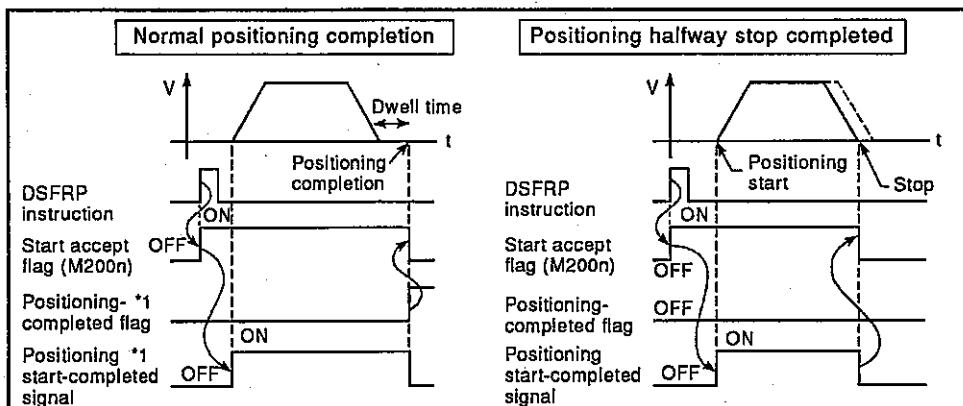 Normal positioning completion
V
Dwell time
t
Positioning
completion
DSFRP
instruction
ON
OFF
Start accept
flag (M200n)
Positioning- *1
completed flag
ON
Positioning *1
start-completed
signal
OFF
Positioning halfway stop completed
V
t
Positioning
start
Stop
DSFRP
instruction
ON
Start accept
flag (M200n)
OFF
Positioning-
completed flag
OFF
ON
Positioning
start-completed
signal
OFF